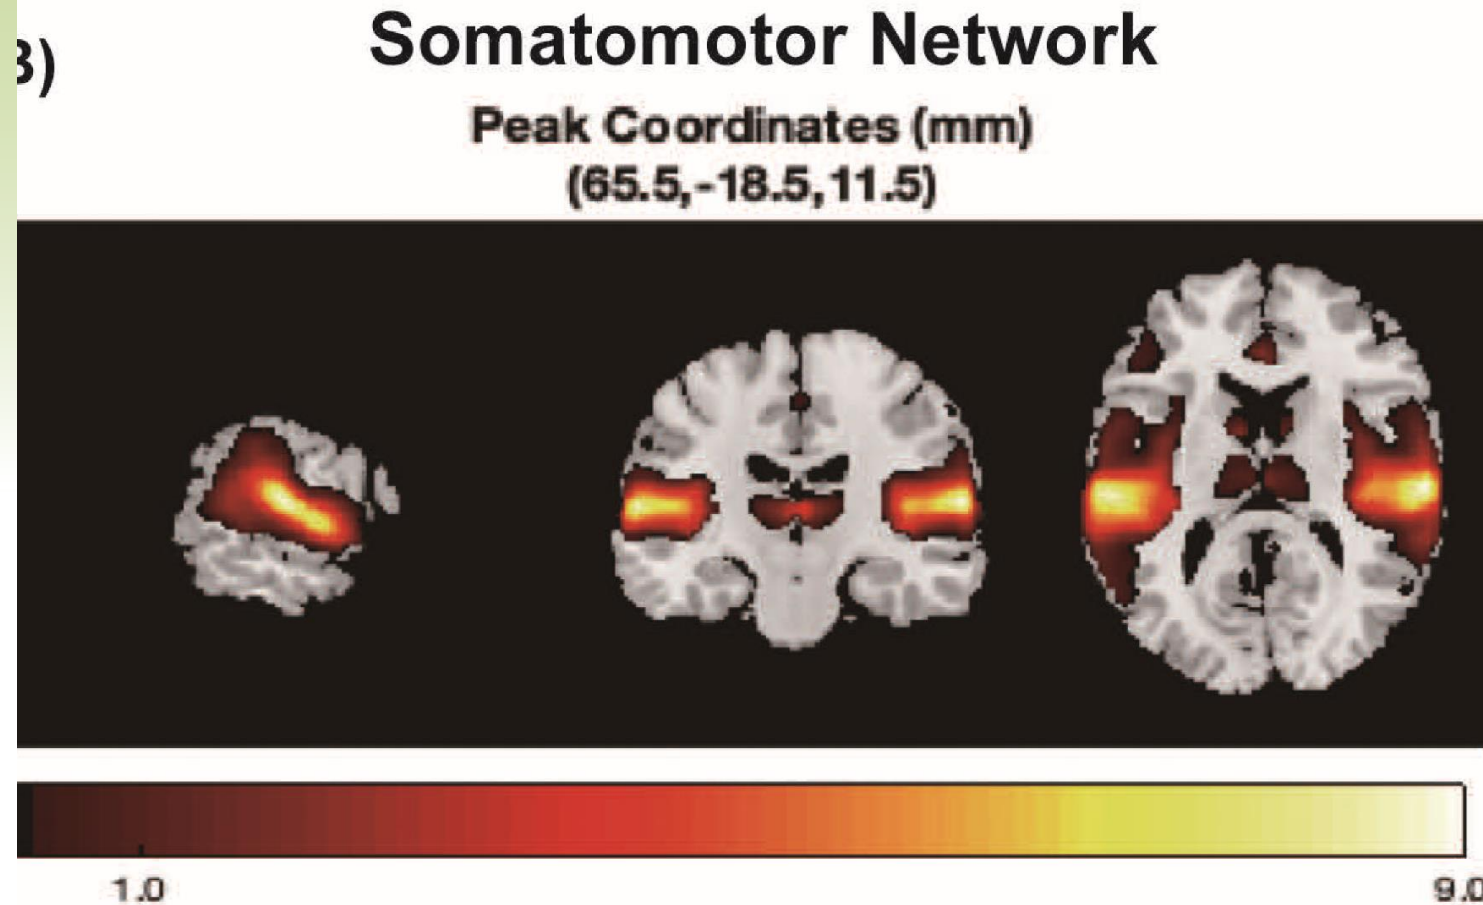 B)
Somatomotor Network
Peak Coordinates (mm)
(65.5,-18.5,11.5)
1.0
9.0